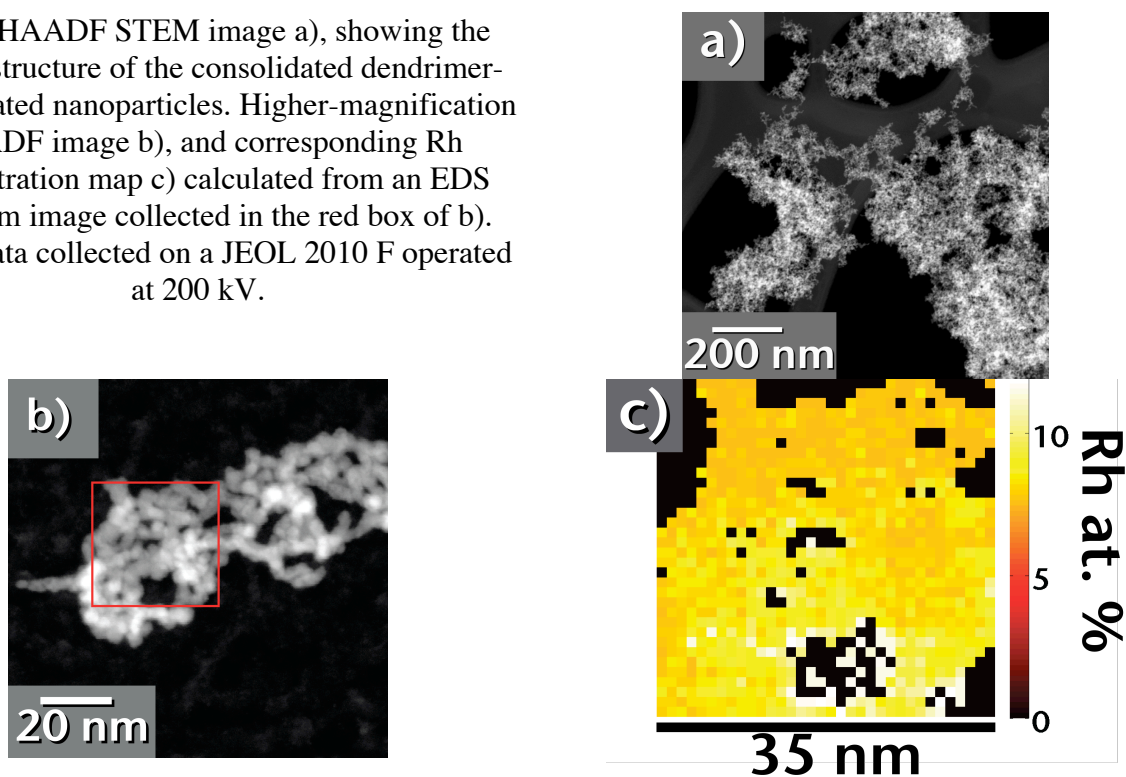 HAADF STEM image a), showing the
structure of the consolidated dendrimer-
ated nanoparticles. Higher-magnification
ADF image b), and corresponding Rh
tration map c) calculated from an EDS
m image collected in the red box of b).
ata collected on a JEOL 2010 F operated
at 200 kV.
a)
200 nm
b)
20 nm
c)
10
5
0
Rh at. %
35 nm